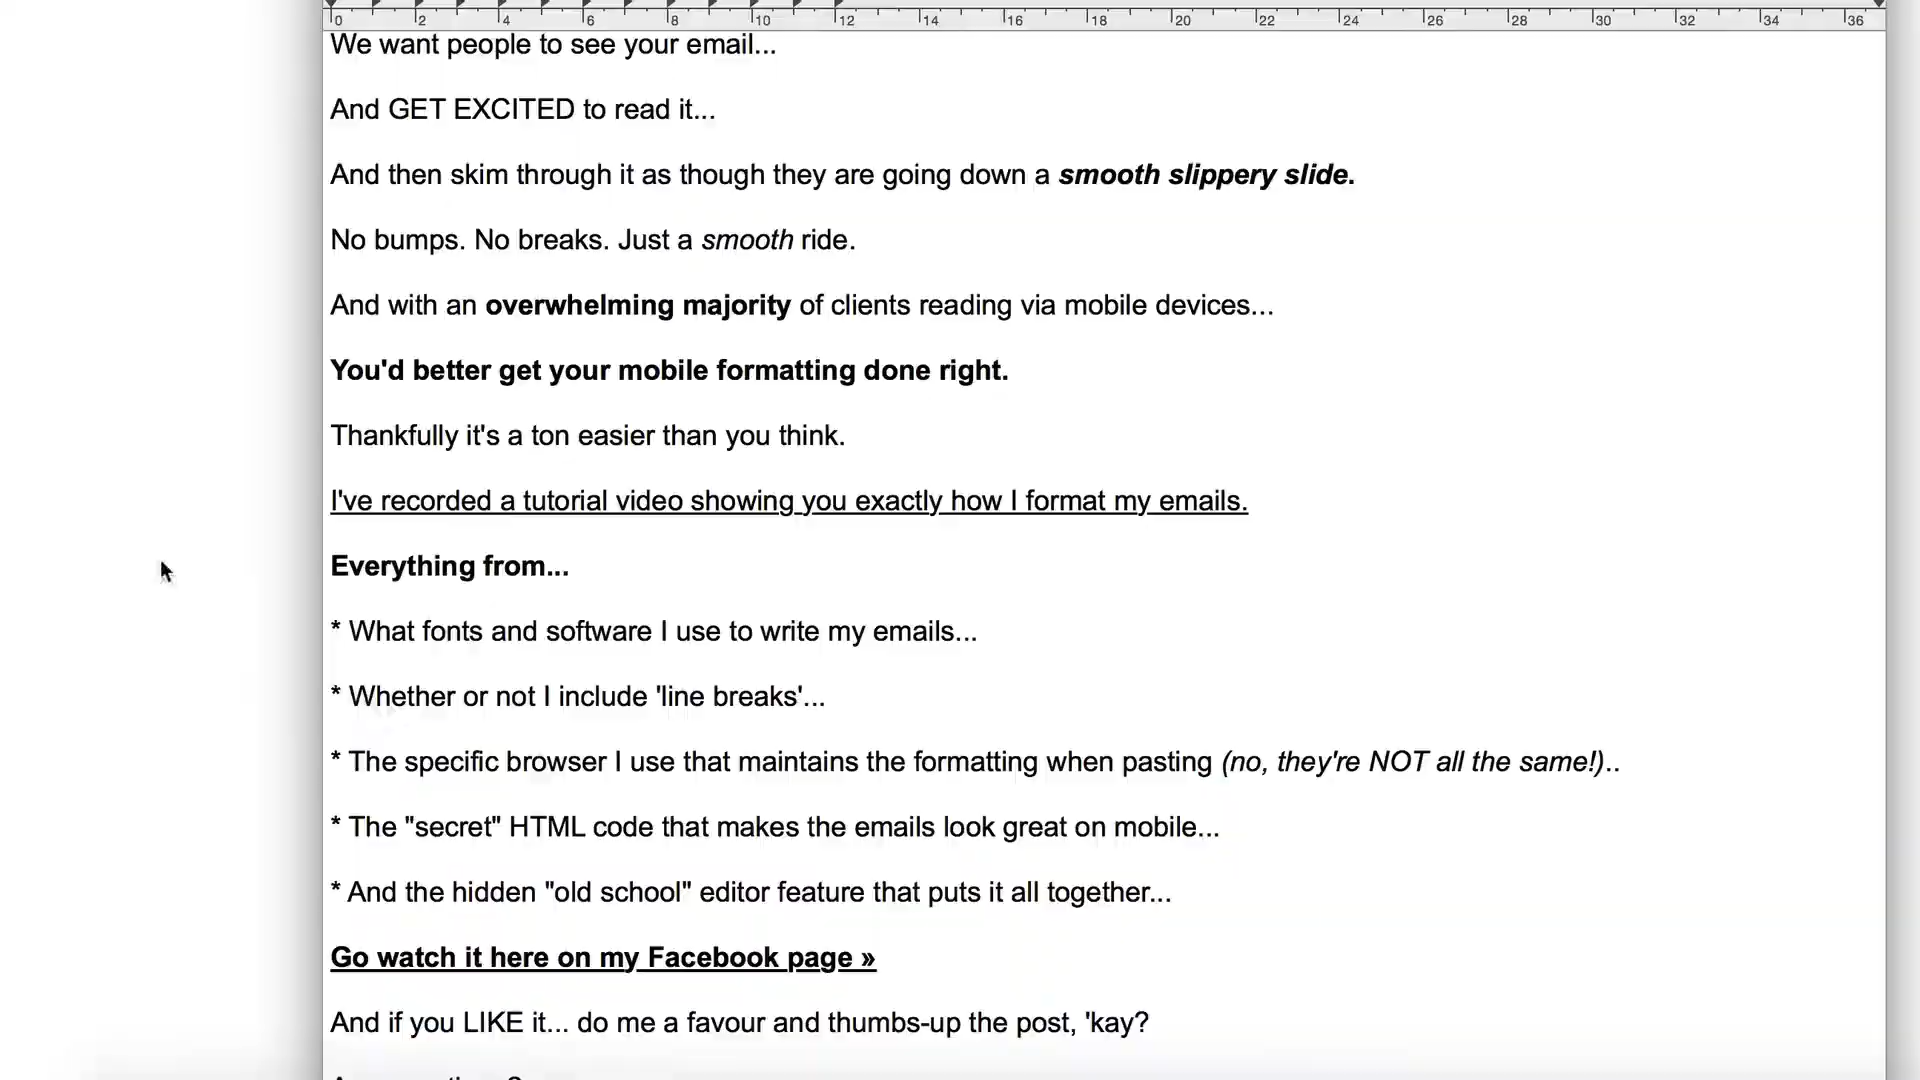 0 2 4 6 8 10 12 14 16 18 20 22 24 26 28 30 32 34 36
We want people to see your email...
And GET EXCITED to read it...
And then skim through it as though they are going down a smooth slippery slide.
No bumps. No breaks. Just a smooth ride.
And with an overwhelming majority of clients reading via mobile devices...
You'd better get your mobile formatting done right.
Thankfully it's a ton easier than you think.
I've recorded a tutorial video showing you exactly how I format my emails.
Everything from...
* What fonts and software I use to write my emails...
* Whether or not I include 'line breaks'...
* The specific browser I use that maintains the formatting when pasting (no, they're NOT all the same!)..
* The "secret" HTML code that makes the emails look great on mobile...
* And the hidden "old school" editor feature that puts it all together...
Go watch it here on my Facebook page »
And if you LIKE it... do me a favour and thumbs-up the post, 'kay?